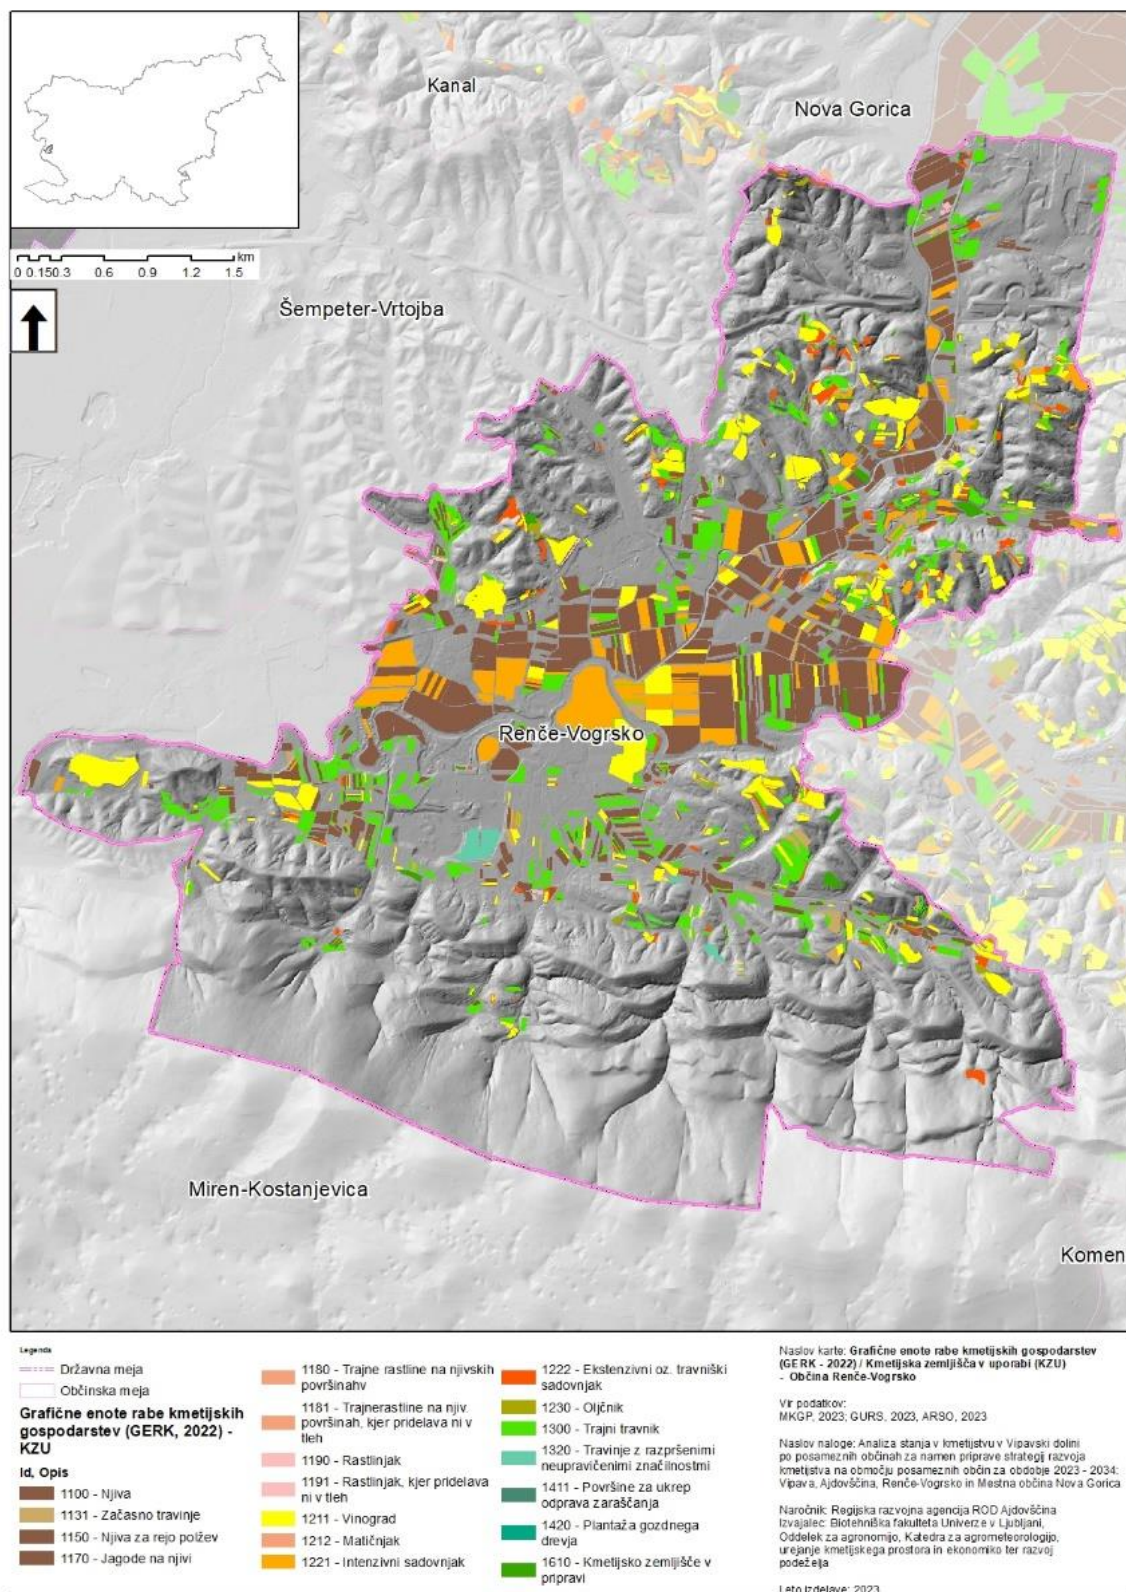 Kanal
Nova Gorica
km
0 0.150.3 0.6 0.9 1.2 1.5
Šempeter-Vrtojba
Renče-Vogrsko
Miren-Kostanjevica
Komen
Legenda
Državna meja
Občinska meja
Grafične enote rabe kmetijskih
gospodarstev (GERK, 2022) -
KZU
Id, Opis
1100 - Njiva
1131 - Začasno travinje
1150 - Njiva za rejo polžev
1170 - Jagode na njivi
1180 - Trajne rastline na njivskih
površinahv
1181 - Trajnerastline na njiv.
površinah, kjer pridelava ni v
tleh
1190 - Rastlinjak
1191 - Rastlinjak, kjer pridelava
ni v tleh
1211 - Vinograd
1212 - Matičnjak
1221 - Intenzivni sadovnjak
1222 - Ekstenzivni oz. travniški
sadovnjak
1230 - Oljčnik
1300 - Trajni travnik
1320 - Travinje z razpršenimi
neupravičenimi značilnostmi
1411 - Površine za ukrep
odprava zaraščanja
1420 - Plantaža gozdnega
drevja
1610 - Kmetijsko zemljišče v
pripravi
Naslov karte: Grafične enote rabe kmetijskih gospodarstev
(GERK - 2022) / Kmetijska zemljišča v uporabi (KZU)
- Občina Renče-Vogrsko
Vir podatkov:
MKGP, 2023; GURS, 2023, ARSO, 2023
Naslov naloge: Analiza stanja v kmetijstvu v Vipavski dolini
po posameznih občinah za namen priprave strategij razvoja
kmetijstva na območju posameznih občin za obdobje 2023 - 2034:
Vipava, Ajdovščina, Renče-Vogrsko in Mestna občina Nova Gorica
Naročnik: Regijska razvojna agencija ROD Ajdovščina
Izvajalec: Biotehniška fakulteta Univerze v Ljubljani,
Oddelek za agronomijo, Katedra za agrometeorologijo,
urejanje kmetijskega prostora in ekonomiko ter razvoj
podeželja
Leto izdelave: 2023